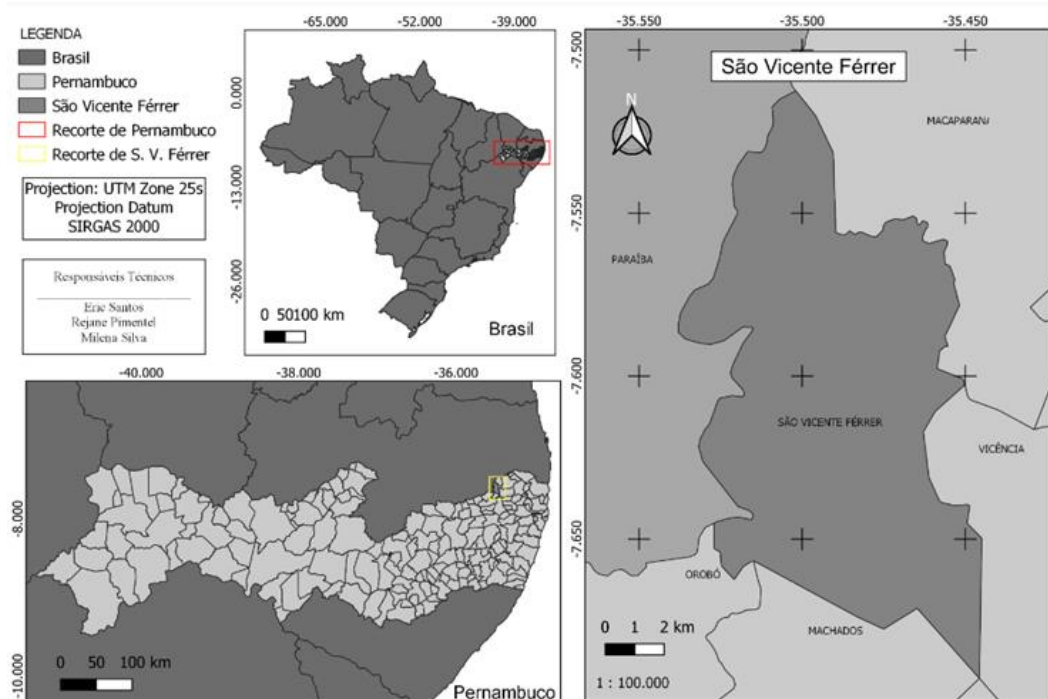 LEGENDA
Brasil
Pernambuco
São Vicente Férrer
Recorte de Pernambuco
Recorte de S. V. Férrer
Projection: UTM Zone 25s
Projection Datum
SIRGAS 2000
Responsáveis Tecnicos
Eric Santos
Rejane Pimentel
Milena Silva
-65.000
-52.000
-39.000
0.000
-13.000
-26.000
0 50100 km
Brasil
-40.000
-38.000
-36.000
-8.000
-10.000
0 50 100 km
Pernambuco
-35.550
-35.500
-35.450
-7.500
-7.550
-7.600
-7.650
São Vicente Férrer
N
MACAPARANA
PARAÍBA
SÃO VICENTE FÉRRER
VICÊNCIA
OROBÓ
MACHADOS
0 1 2 km
1 : 100.000